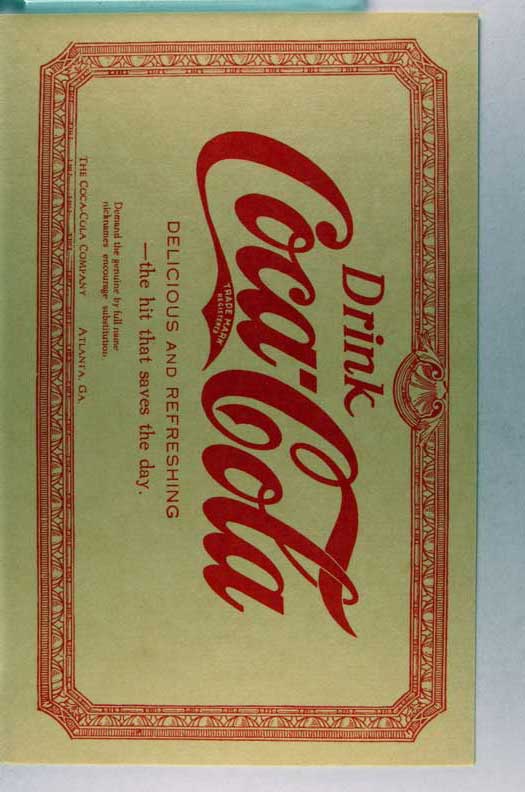 Drink
Coca-Cola
TRADE MARK
REGISTERED
DELICIOUS AND REFRESHING
—the hit that saves the day.
Demand the genuine by full name
nicknames encourage substitution.
THE COCA-COLA COMPANY ATLANTA, GA.